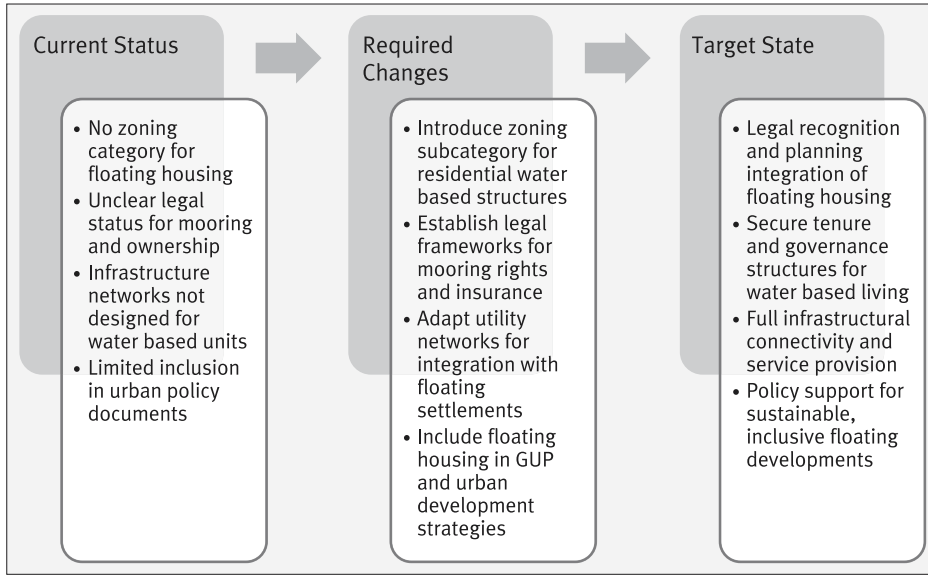 Current Status
• No zoning
category for
floating housing
• Unclear legal
status for mooring
and ownership
• Infrastructure
networks not
designed for
water based units
• Limited inclusion
in urban policy
documents
Required
Changes
• Introduce zoning
subcategory for
residential water
based structures
• Establish legal
frameworks for
mooring rights
and insurance
• Adapt utility
networks for
integration with
floating
settlements
• Include floating
housing in GUP
and urban
development
strategies
Target State
• Legal recognition
and planning
integration of
floating housing
• Secure tenure
and governance
structures for
water based living
• Full infrastructural
connectivity and
service provision
• Policy support for
sustainable,
inclusive floating
developments